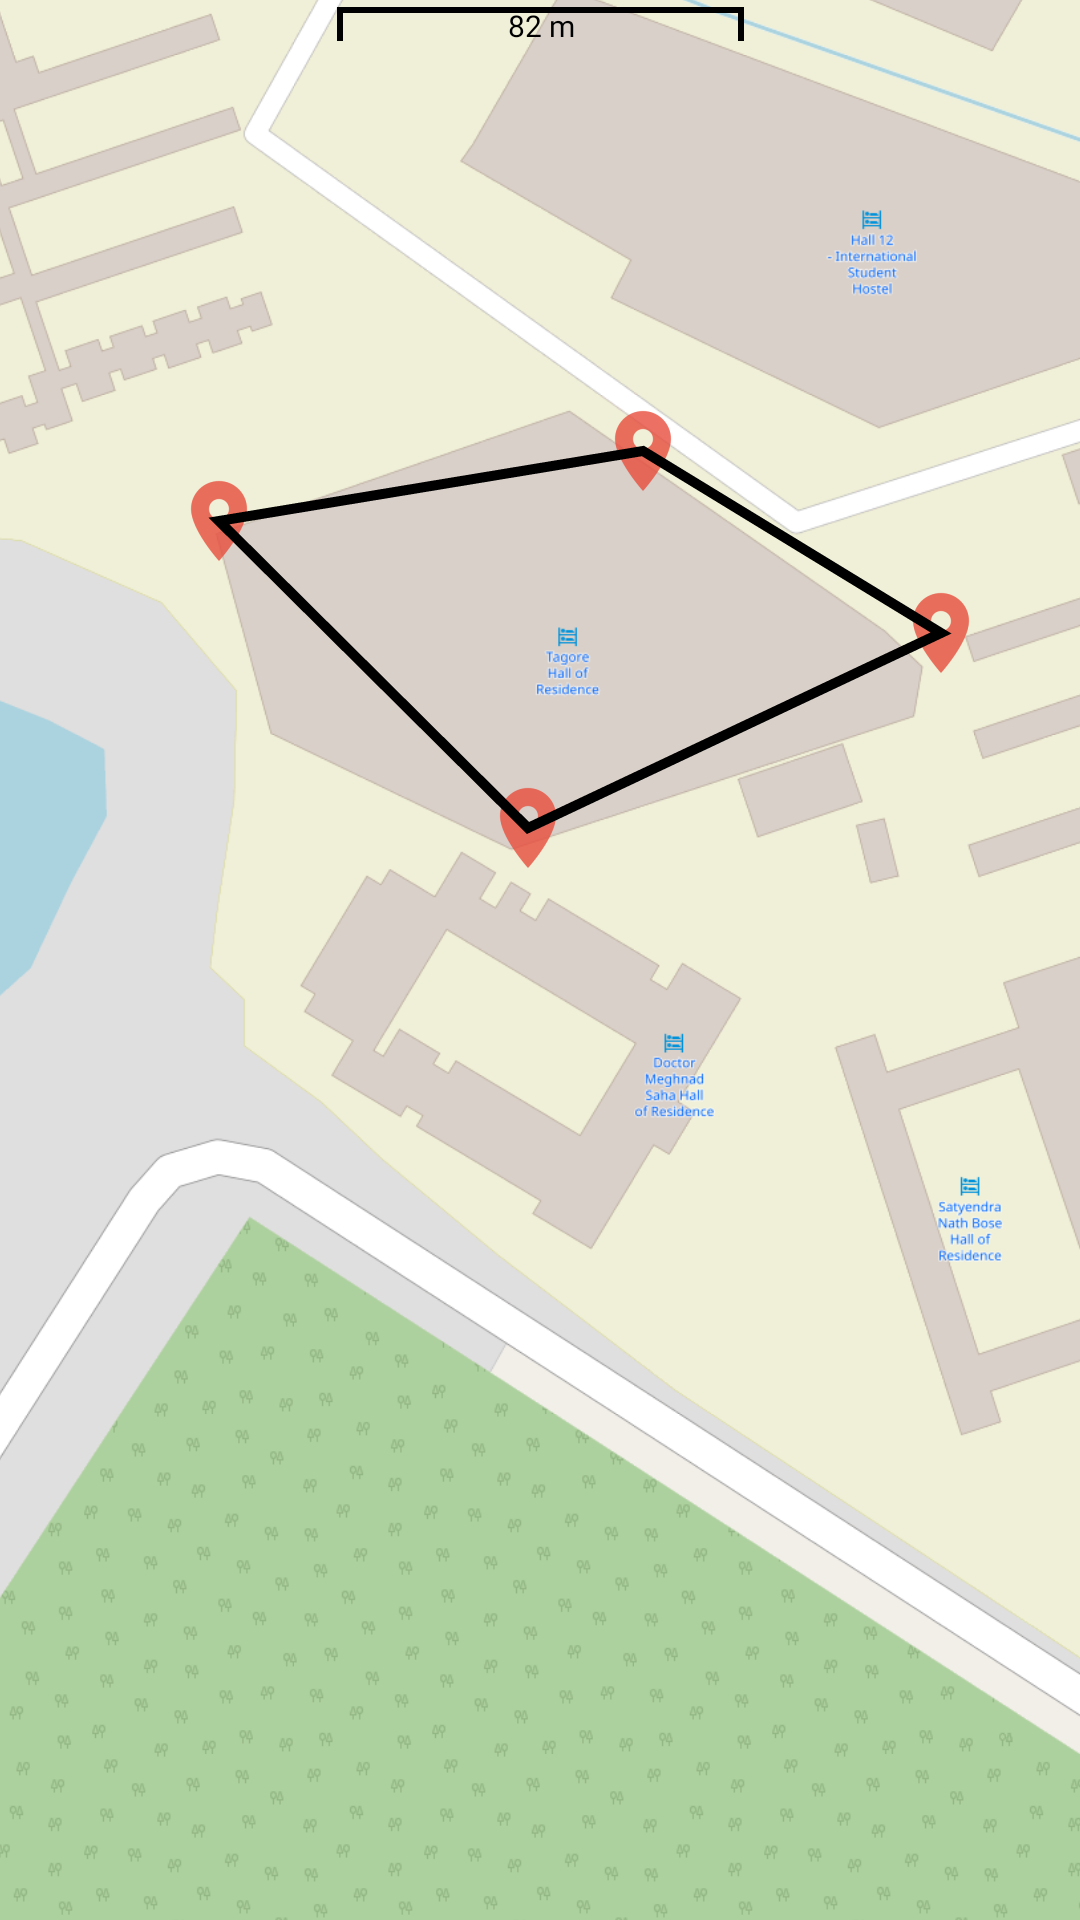 82 m
Hall 12
- International
Student
Hostel
Tagore
Hall of
Residence
Doctor
Meghnad
Saha Hall
of Residence
Satyendra
Nath Bose
Hall of
Residence